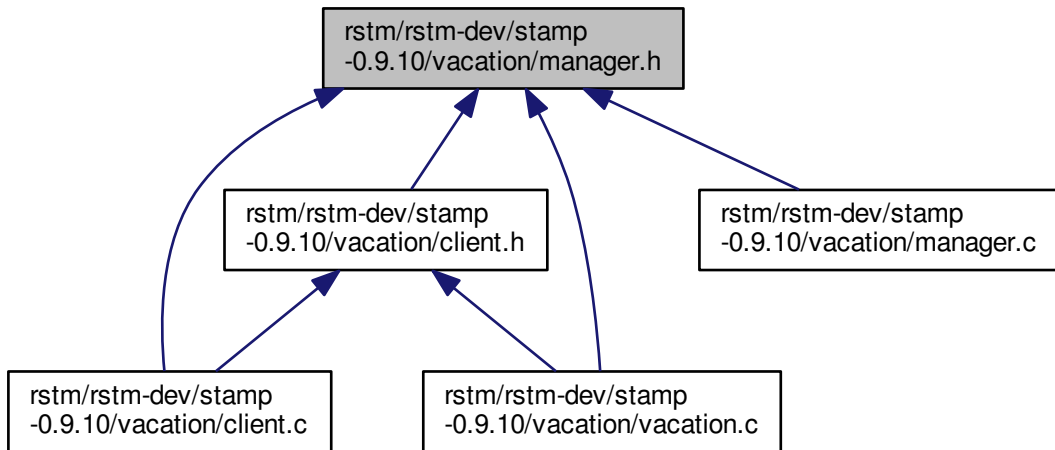 rstm/rstm-dev/stamp
-0.9.10/vacation/manager.h
rstm/rstm-dev/stamp
-0.9.10/vacation/client.h
rstm/rstm-dev/stamp
-0.9.10/vacation/manager.c
rstm/rstm-dev/stamp
-0.9.10/vacation/client.c
rstm/rstm-dev/stamp
-0.9.10/vacation/vacation.c